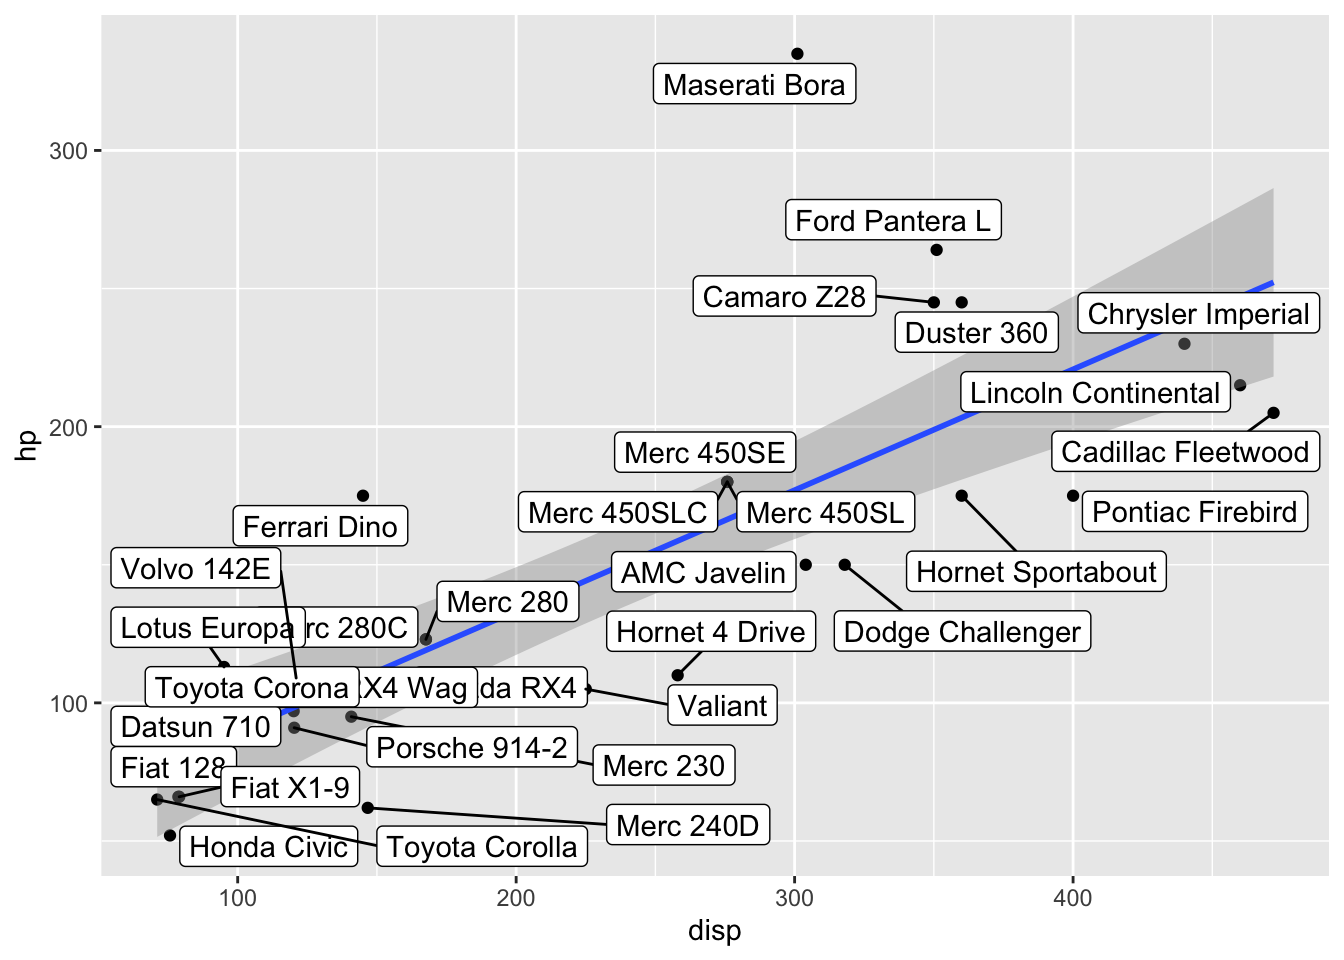 Maserati Bora
300
Ford Pantera L
Camaro Z28
Chrysler Imperial
Duster 360
Lincoln Continental
hp
200
Merc 450SE
Cadillac Fleetwood
Merc 450SLC
Merc 450SL
Pontiac Firebird
Ferrari Dino
Volvo 142E
AMC Javelin
Hornet Sportabout
Merc 280
Lotus Europa
rc 280C
Hornet 4 Drive
Dodge Challenger
Toyota Corona
X4 Wag
da RX4
100
Valiant
Datsun 710
Porsche 914-2
Fiat 128
Merc 230
Fiat X1-9
Merc 240D
Honda Civic
Toyota Corolla
100
200
300
400
disp